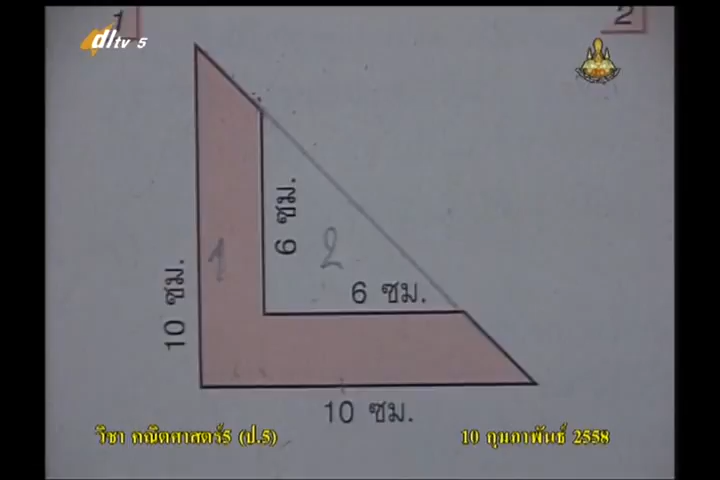 1
2
dltv 5
6 ซม.
1
2
6 ซม.
10 ซม.
10 ซม.
วิชา คณิตศาสตร์5 (ป.5)
10 กุมภาพันธ์ 2558